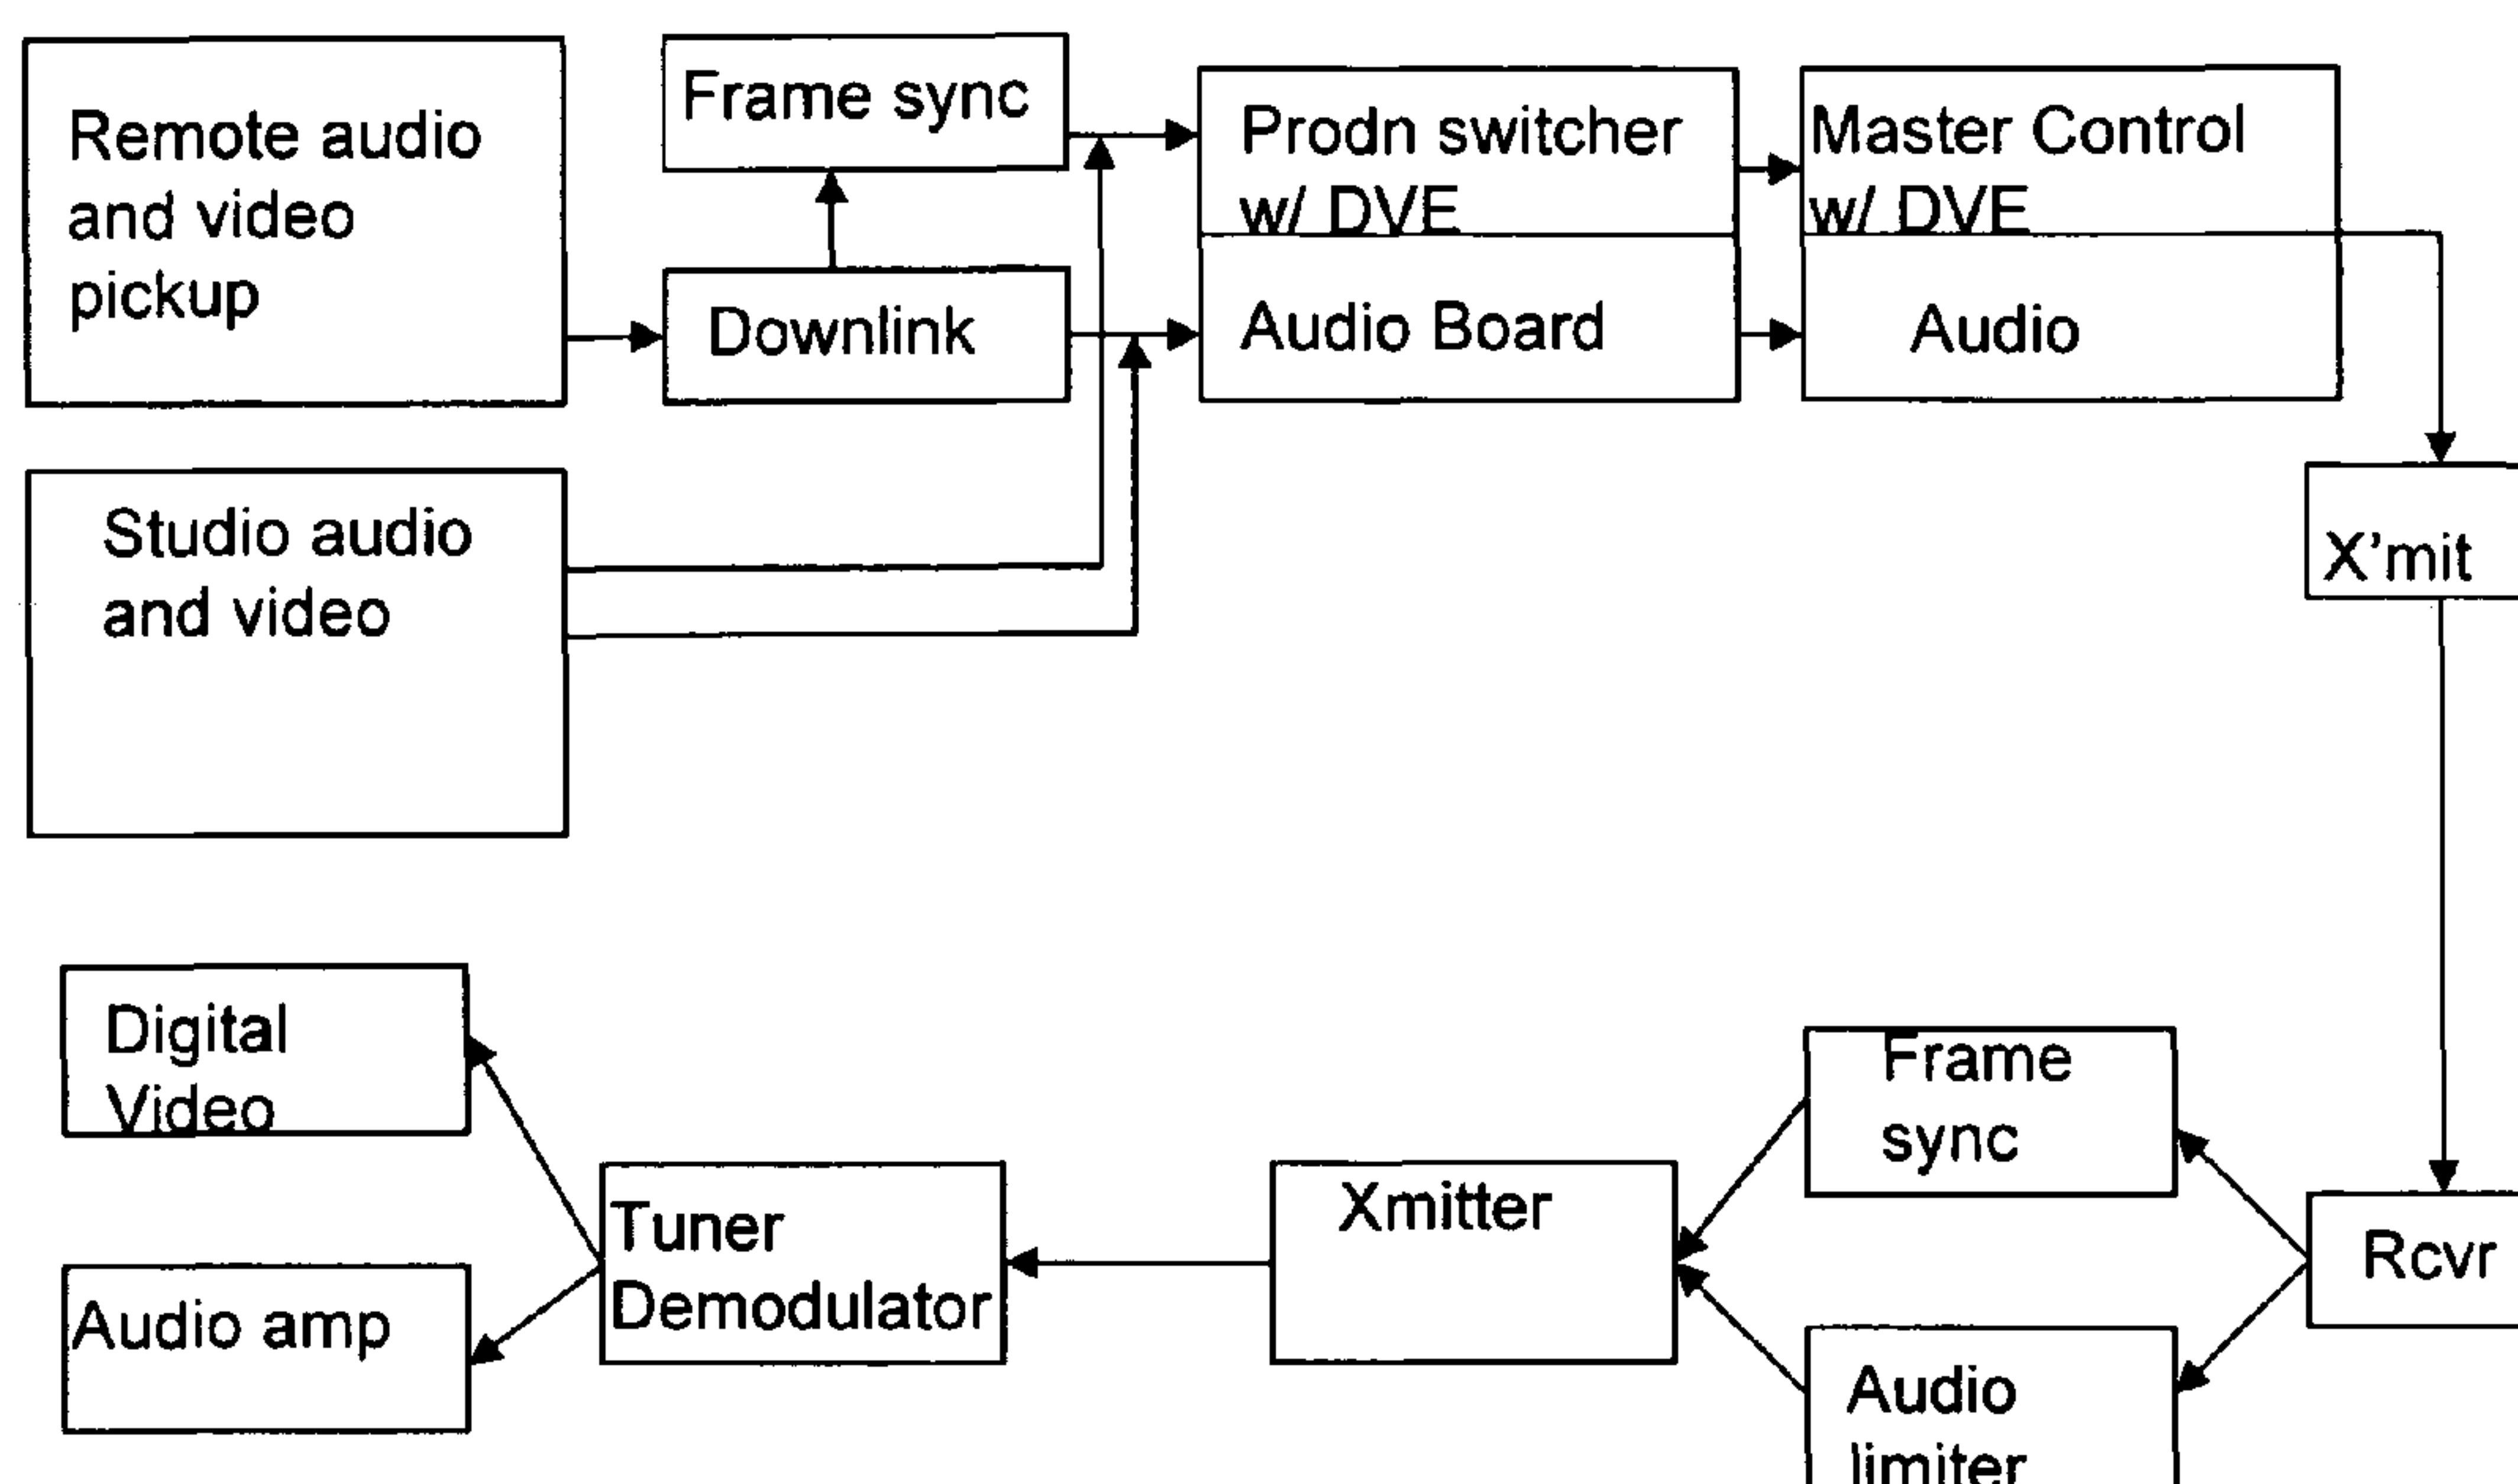 Remote audio
and video
pickup
Frame sync
Downlink
Prodn switcher
w/ DVE
Audio Board
Master Control
w/ DVE
Audio
Studio audio
and video
X'mit
Digital
Video
Audio amp
Tuner
Demodulator
Xmitter
Frame
sync
Rcvr
Audio
limiter